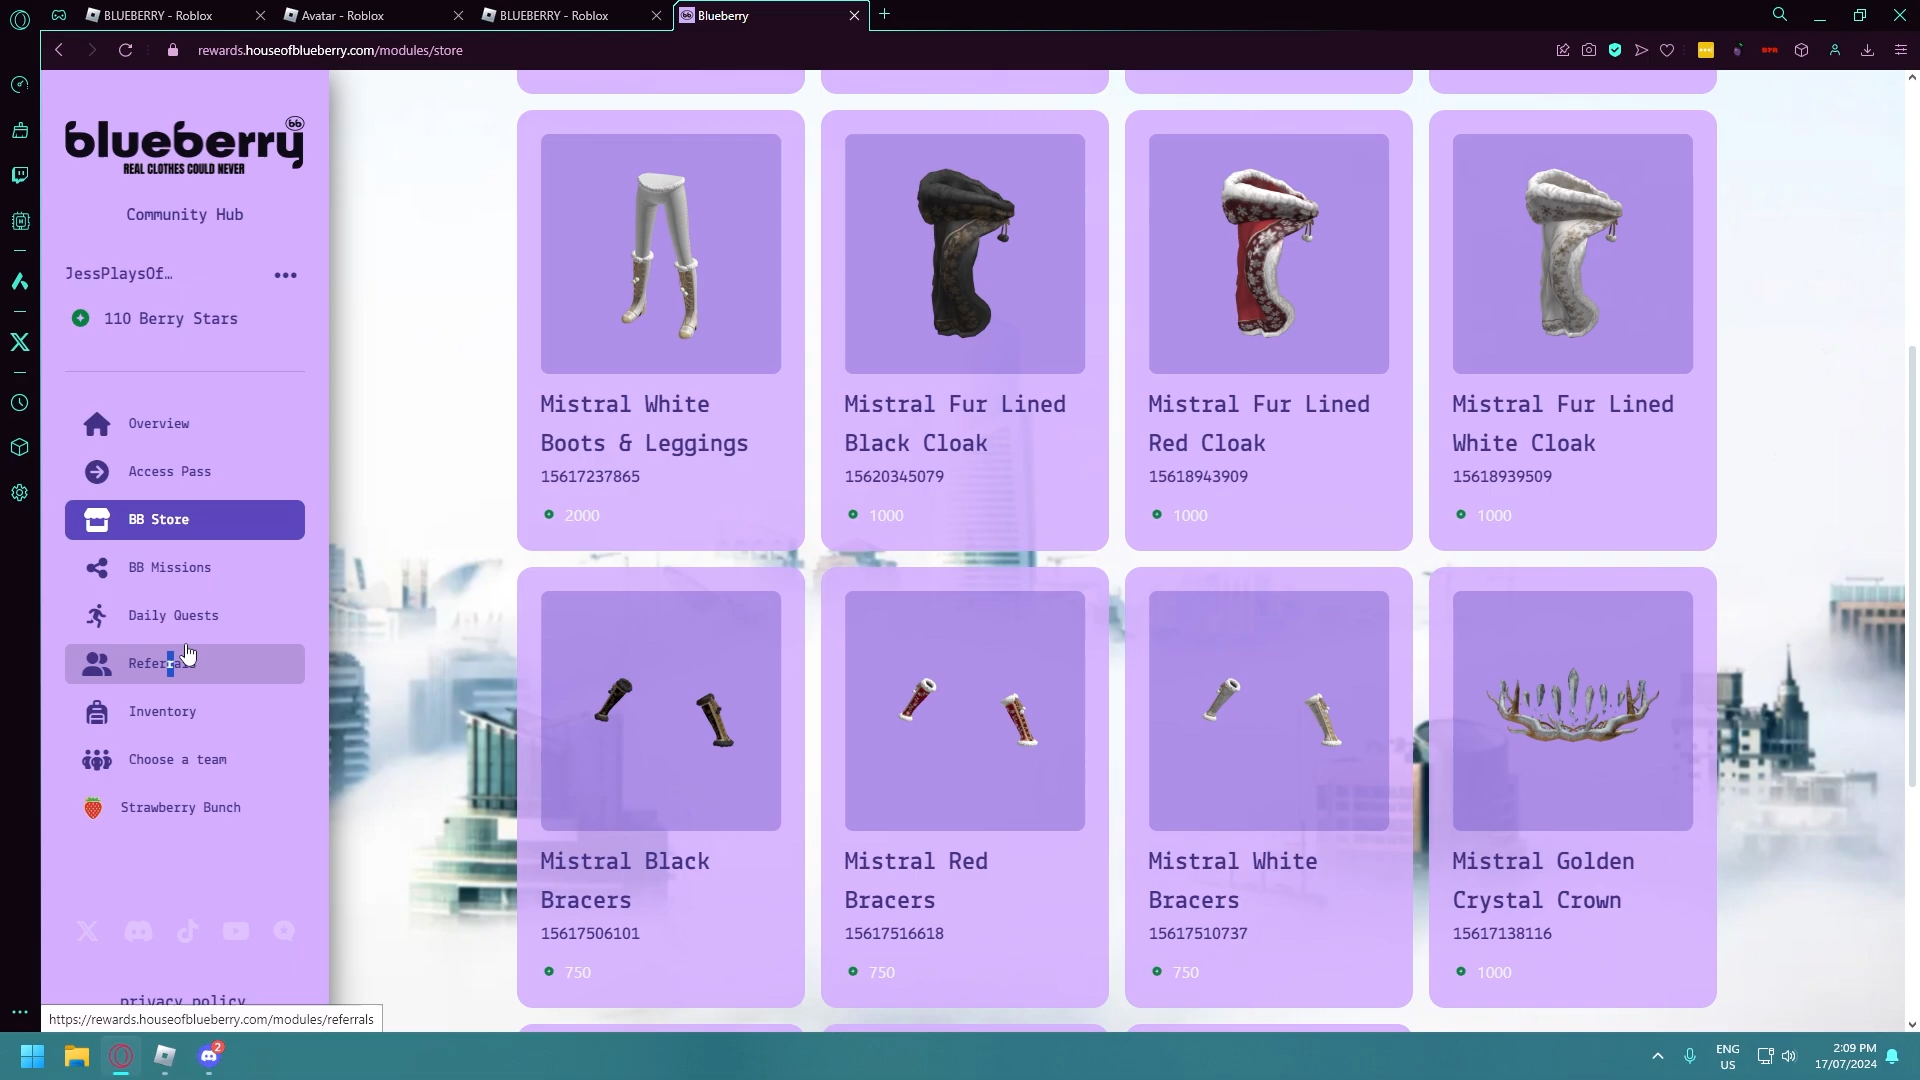 BLUEBERRY - Roblox
Avatar - Roblox
BLUEBERRY - Roblox
Blueberry
rewards.houseofblueberry.com/modules/store
blueberry
bb
REAL CLOTHES COULD NEVER
Community Hub
JessPlaysOf…
110 Berry Stars
Overview
Access Pass
BB Store
BB Missions
Daily Quests
Referrals
Inventory
Choose a team
Strawberry Bunch
privacy policy
https://rewards.houseofblueberry.com/modules/referrals
Mistral White
Boots & Leggings
15617237865
2000
Mistral Fur Lined
Black Cloak
15620345079
1000
Mistral Fur Lined
Red Cloak
15618943909
1000
Mistral Fur Lined
White Cloak
15618939509
1000
Mistral Black
Bracers
15617506101
750
Mistral Red
Bracers
15617516618
750
Mistral White
Bracers
15617510737
750
Mistral Golden
Crystal Crown
15617138116
1000
2
ENG
US
2:09 PM
17/07/2024